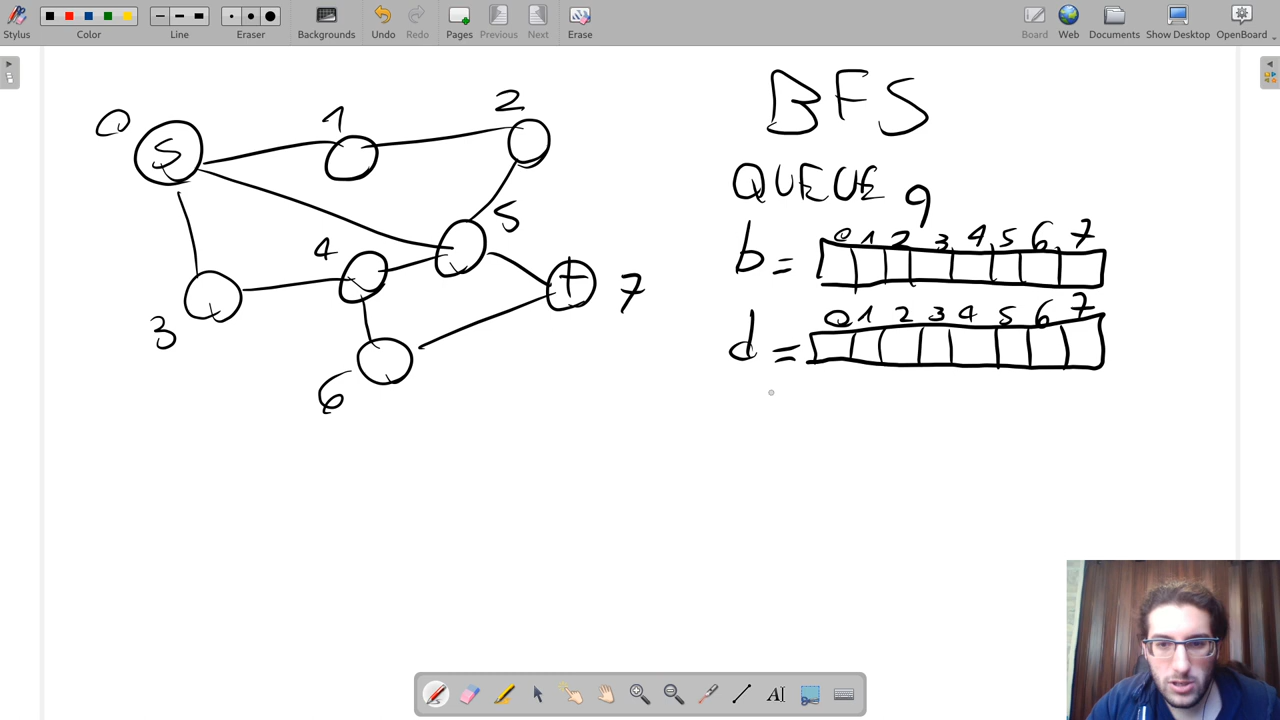 Stylus Color Line Eraser Backgrounds Undo Redo Pages Previous Next Erase Board Web Documents Show Desktop OpenBoard
BFS
QUEUE q
b =
0 1 2 3 4 5 6 7
d =
0 1 2 3 4 5 6 7
0
S
1
2
5
4
3
6
t
7
AI